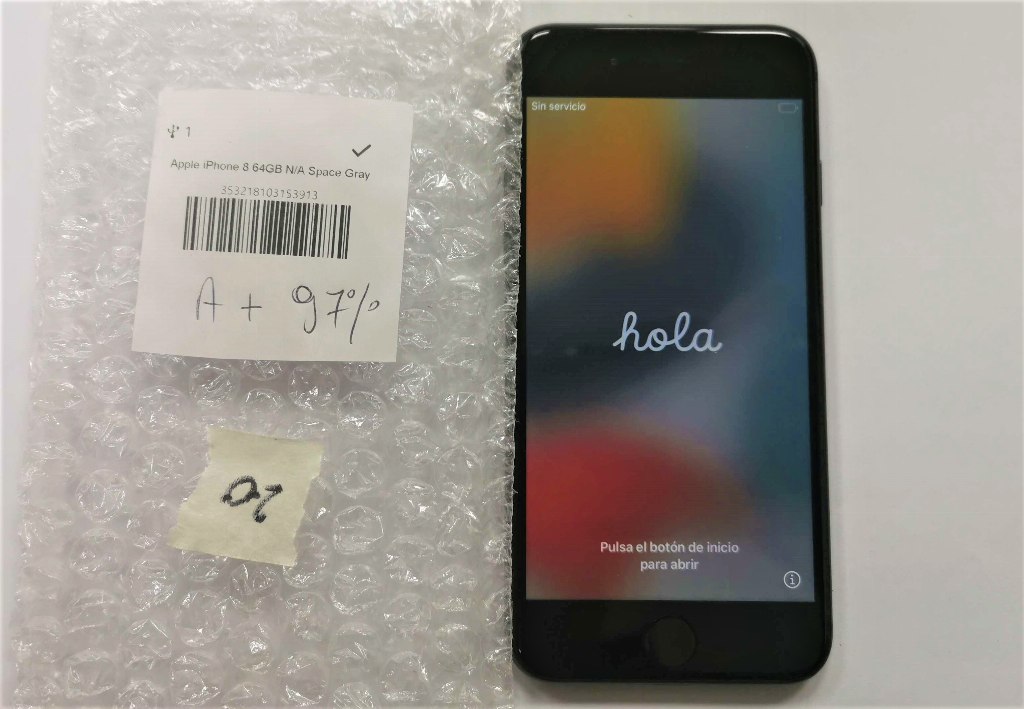 1
Apple iPhone 8 64GB N/A Space Gray
353218103153913
A + 97%
Sin servicio
hola
Pulsa el botón de inicio
para abrir